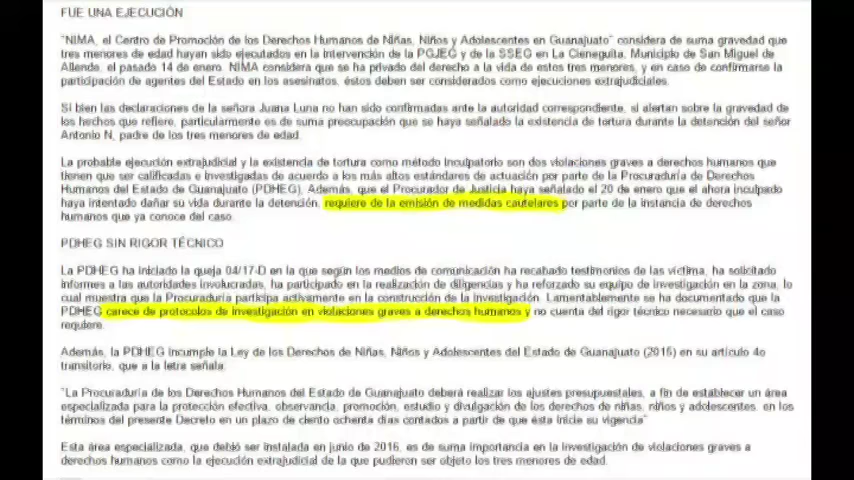 FUE UNA EJECUCIÓN
"NIMA, el Centro de Promoción de los Derechos Humanos de Niñas, Niños y Adolescentes en Guanajuato" considera de suma gravedad que
tres menores de edad hayan sido ejecutados en la intervención de la PGJEG y de la SSEG en La Cieneguita, Municipio de San Miguel de
Allende, el pasado 14 de enero. NIMA considera que se ha privado del derecho a la vida de estos tres menores, y en caso de confirmarse la
participación de agentes del Estado en los asesinatos, éstos deben ser considerados como ejecuciones extrajudiciales.
Si bien las declaraciones de la señora Juana Luna no han sido confirmadas ante la autoridad correspondiente, si alertan sobre la gravedad de
los hechos que refiere, particularmente es de suma preocupación que se haya señalado la existencia de tortura durante la detención del señor
Antonio N, padre de los tres menores de edad.
La probable ejecución extrajudicial y la existencia de tortura como método inculpatorio son dos violaciones graves a derechos humanos que
tienen que ser calificadas e investigadas de acuerdo a los más altos estándares de actuación por parte de la Procuraduría de Derechos
Humanos del Estado de Guanajuato (PDHEG). Además, que el Procurador de Justicia haya señalado el 20 de enero que el ahora inculpado
haya intentado dañar su vida durante la detención, requiere de la emisión de medidas cautelares por parte de la instancia de derechos
humanos que ya conoce del caso.
PDHEG SIN RIGOR TÉCNICO
La PDHEG ha iniciado la queja 04/17-D en la que según los medios de comunicación ha recabado testimonios de las víctima, ha solicitado
informes a las autoridades involucradas, ha participado en la realización de diligencias y ha reforzado su equipo de investigación en la zona, lo
cual muestra que la Procuraduría participa activamente en la construcción de la investigación. Lamentablemente se ha documentado que la
PDHEG carece de protocolos de investigación en violaciones graves a derechos humanos y no cuenta del rigor técnico necesario que el caso
requiere.
Además, la PDHEG incumple la Ley de los Derechos de Niñas, Niños y Adolescentes del Estado de Guanajuato (2015) en su artículo 4o
transitorio, que a la letra señala:
"La Procuraduría de los Derechos Humanos del Estado de Guanajuato deberá realizar los ajustes presupuestales, a fin de establecer un área
especializada para la protección efectiva, observancia, promoción, estudio y divulgación de los derechos de niñas, niños y adolescentes, en los
términos del presente Decreto en un plazo de ciento ochenta días contados a partir de que ésta inicie su vigencia"
Esta área especializada, que debió ser instalada en junio de 2016, es de suma importancia en la investigación de violaciones graves a
derechos humanos como la ejecución extrajudicial de la que pudieron ser objeto los tres menores de edad.